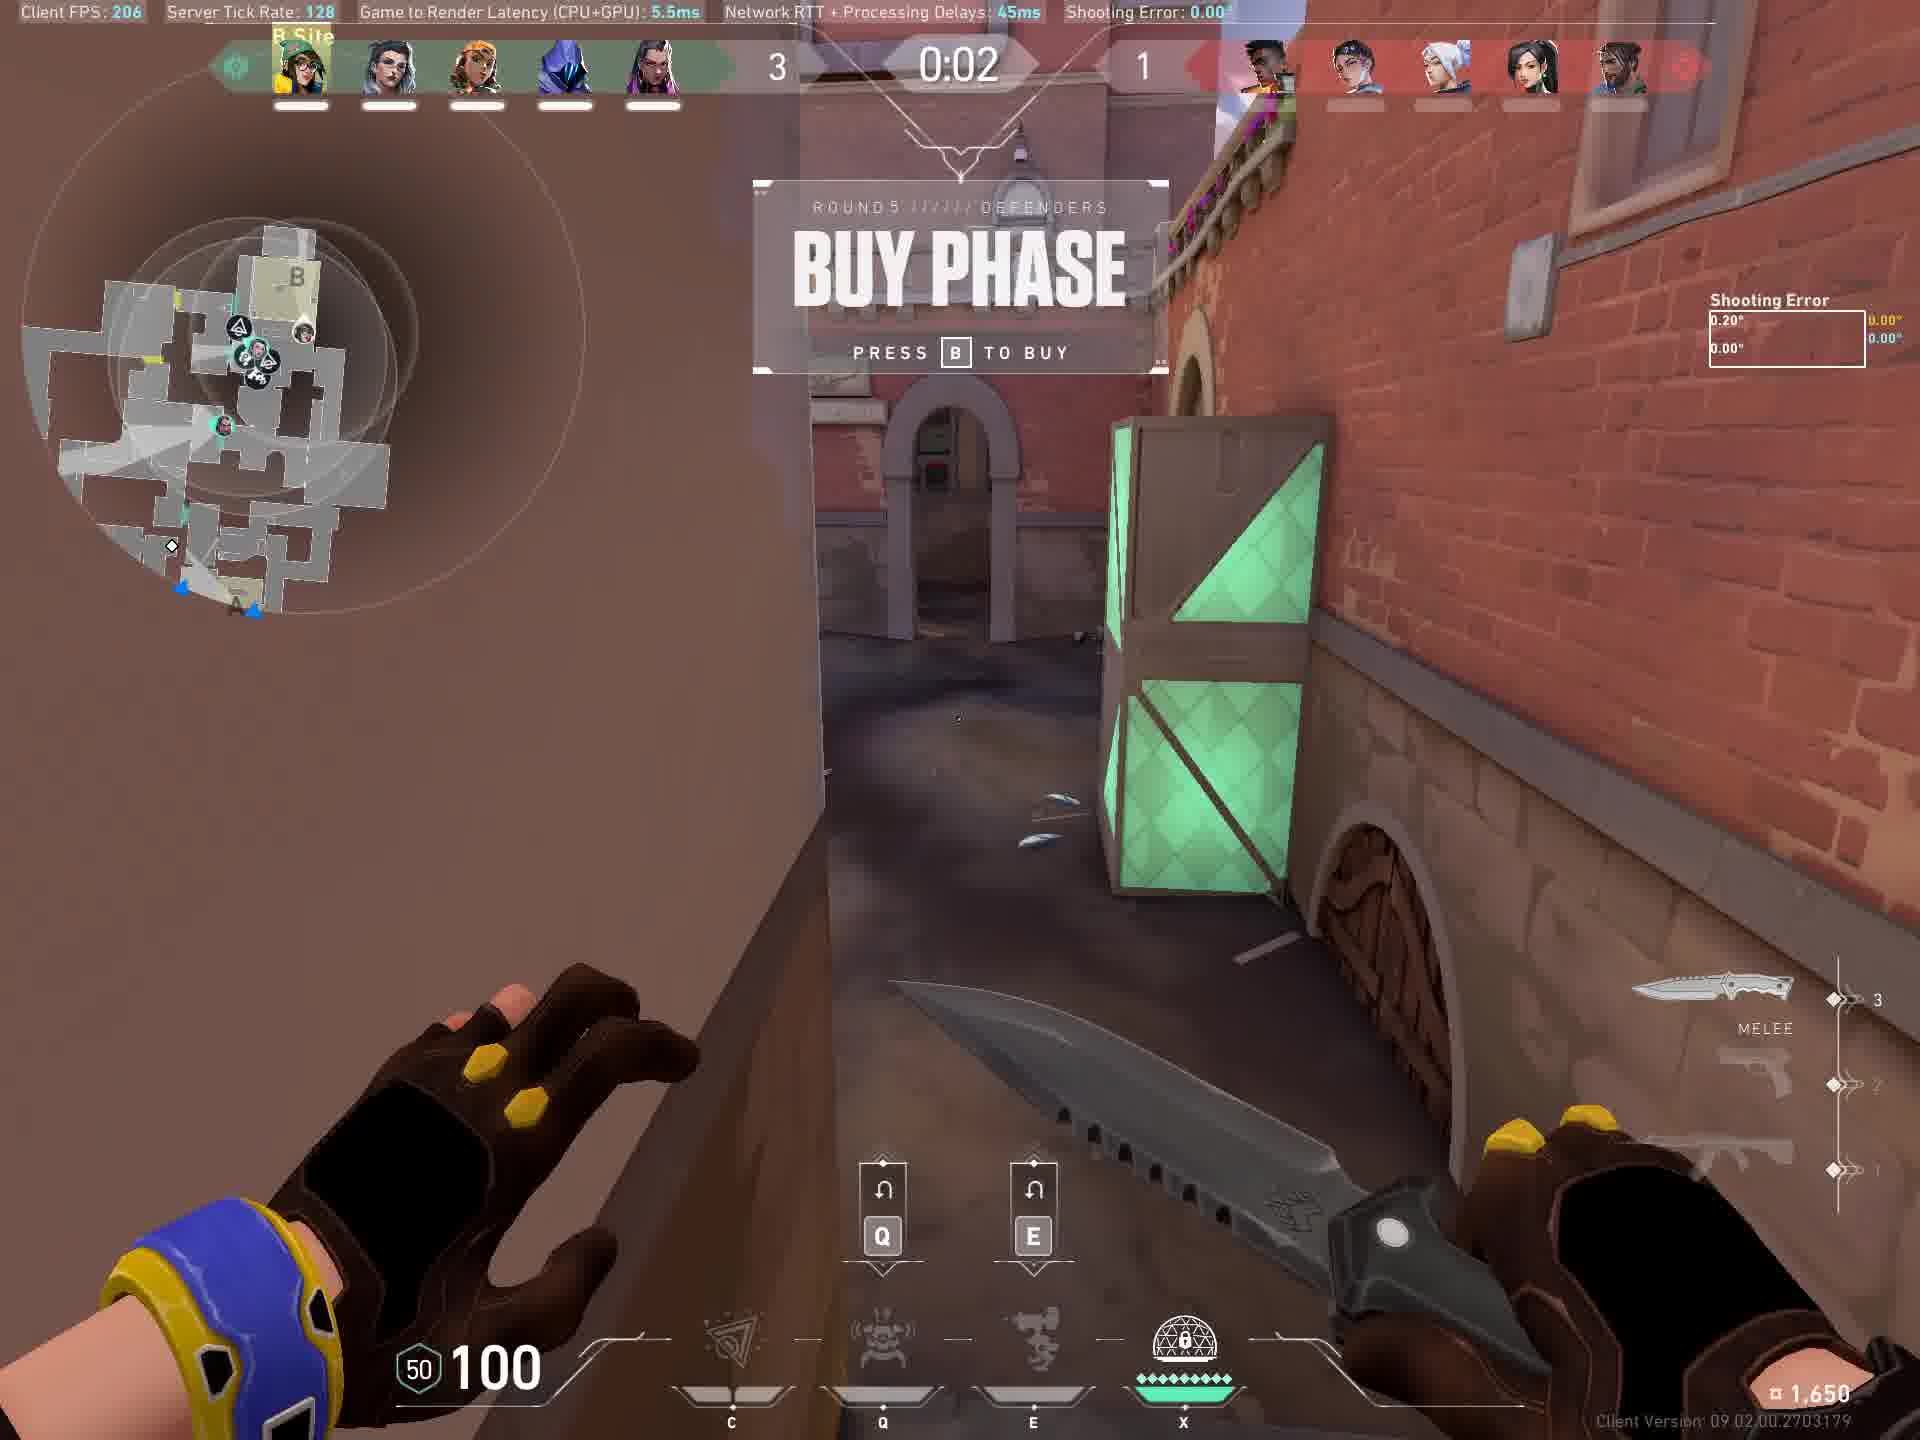 Client FPS: 206 Server Tick Rate: 128 Game to Render Latency (CPU+GPU): 5.5ms Network RTT + Processing Delays: 45ms Shooting Error: 0.00°
B Site
3 0:02 1
ROUND 5 ////// DEFENDERS
BUY PHASE
PRESS B TO BUY
B
A
Shooting Error
0.20° 0.00°
0.00°
0.00°
3
MELEE
2
1
Q E
50 100
C Q E X
1,650
Client Version: 09.02.00.2703179